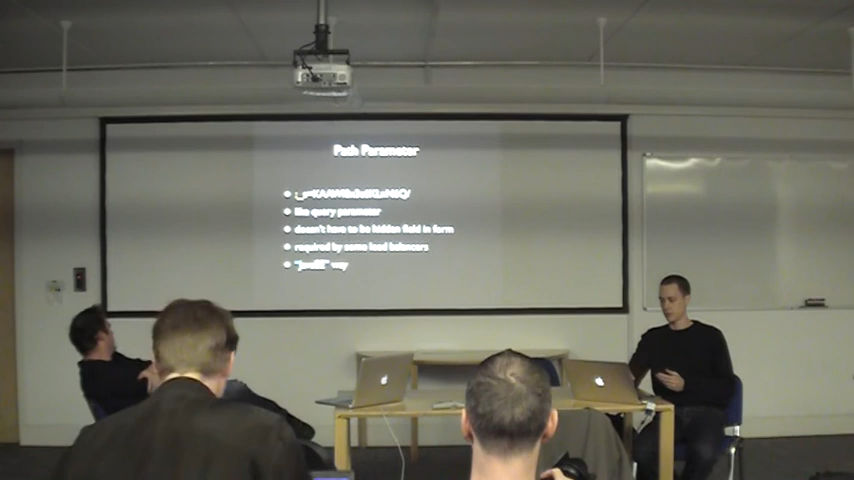 Path Parameter
like query parameter
doesn't have to be hidden field in form
required by some load balancers
way